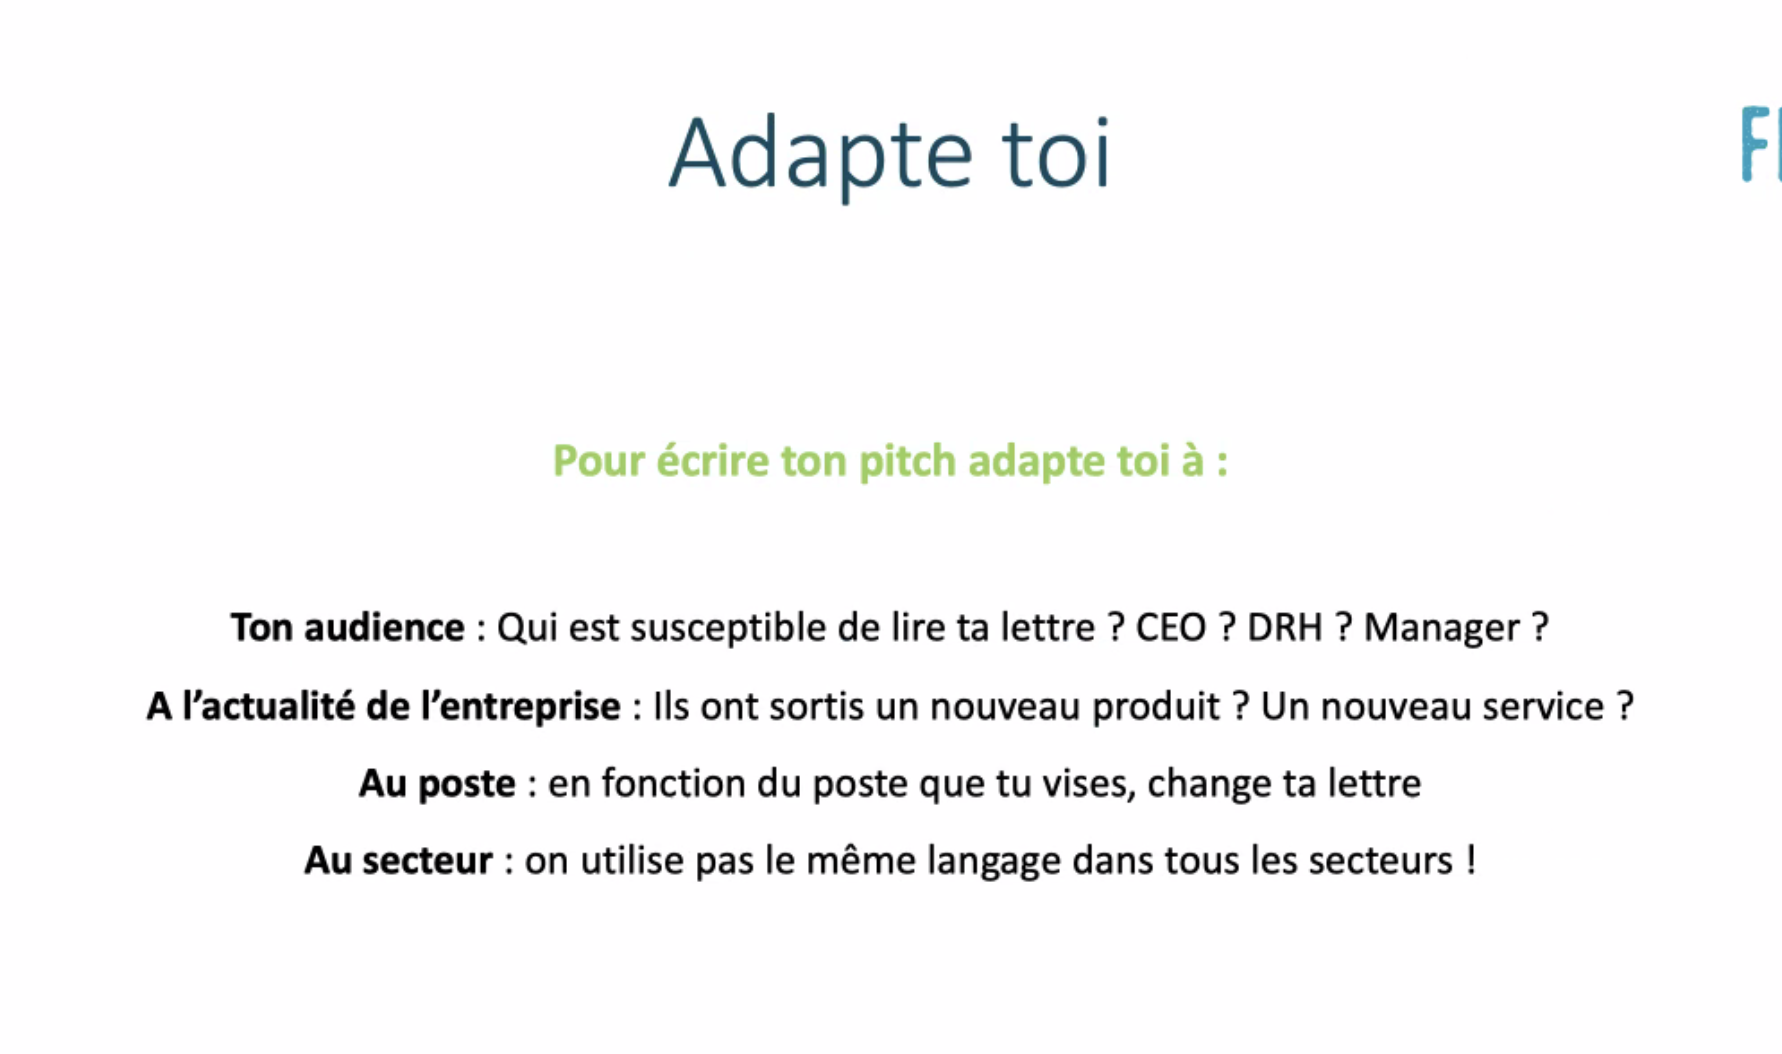 Adapte toi
Pour écrire ton pitch adapte toi à :
Ton audience : Qui est susceptible de lire ta lettre ? CEO ? DRH ? Manager ?
A l’actualité de l’entreprise : Ils ont sortis un nouveau produit ? Un nouveau service ?
Au poste : en fonction du poste que tu vises, change ta lettre
Au secteur : on utilise pas le même langage dans tous les secteurs !